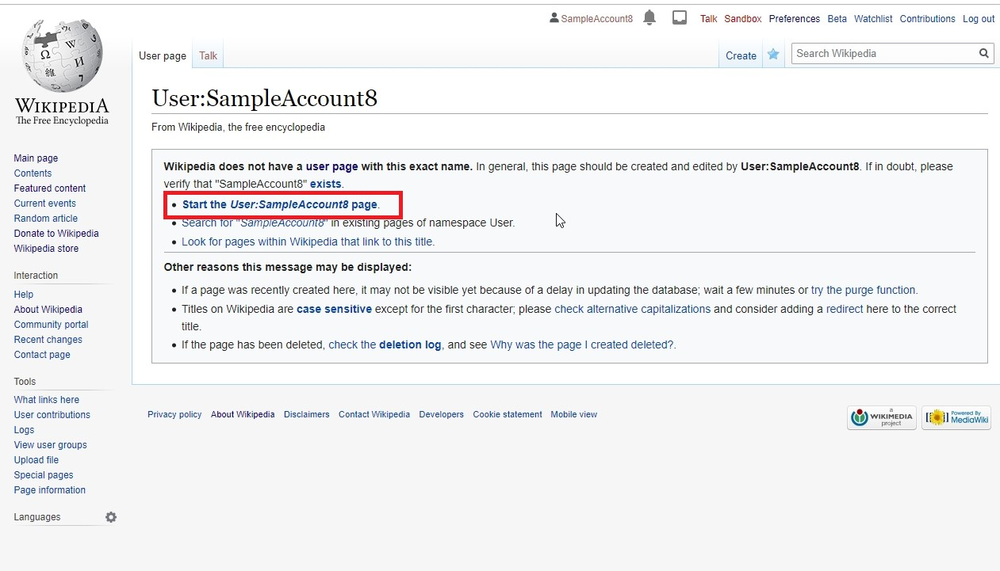 SampleAccount8 Talk Sandbox Preferences Beta Watchlist Contributions Log out
User page Talk Create Search Wikipedia
WIKIPEDIA
The Free Encyclopedia
Main page
Contents
Featured content
Current events
Random article
Donate to Wikipedia
Wikipedia store
Interaction
Help
About Wikipedia
Community portal
Recent changes
Contact page
Tools
What links here
User contributions
Logs
View user groups
Upload file
Special pages
Page information
Languages
User:SampleAccount8
From Wikipedia, the free encyclopedia
Wikipedia does not have a user page with this exact name. In general, this page should be created and edited by User:SampleAccount8. If in doubt, please
verify that "SampleAccount8" exists.
• Start the User:SampleAccount8 page.
• Search for "SampleAccount8" in existing pages of namespace User.
• Look for pages within Wikipedia that link to this title.
Other reasons this message may be displayed:
• If a page was recently created here, it may not be visible yet because of a delay in updating the database; wait a few minutes or try the purge function.
• Titles on Wikipedia are case sensitive except for the first character; please check alternative capitalizations and consider adding a redirect here to the correct
title.
• If the page has been deleted, check the deletion log, and see Why was the page I created deleted?.
Privacy policy About Wikipedia Disclaimers Contact Wikipedia Developers Cookie statement Mobile view
a
WIKIMEDIA
project
Powered By
MediaWiki
Ω W И 維 7